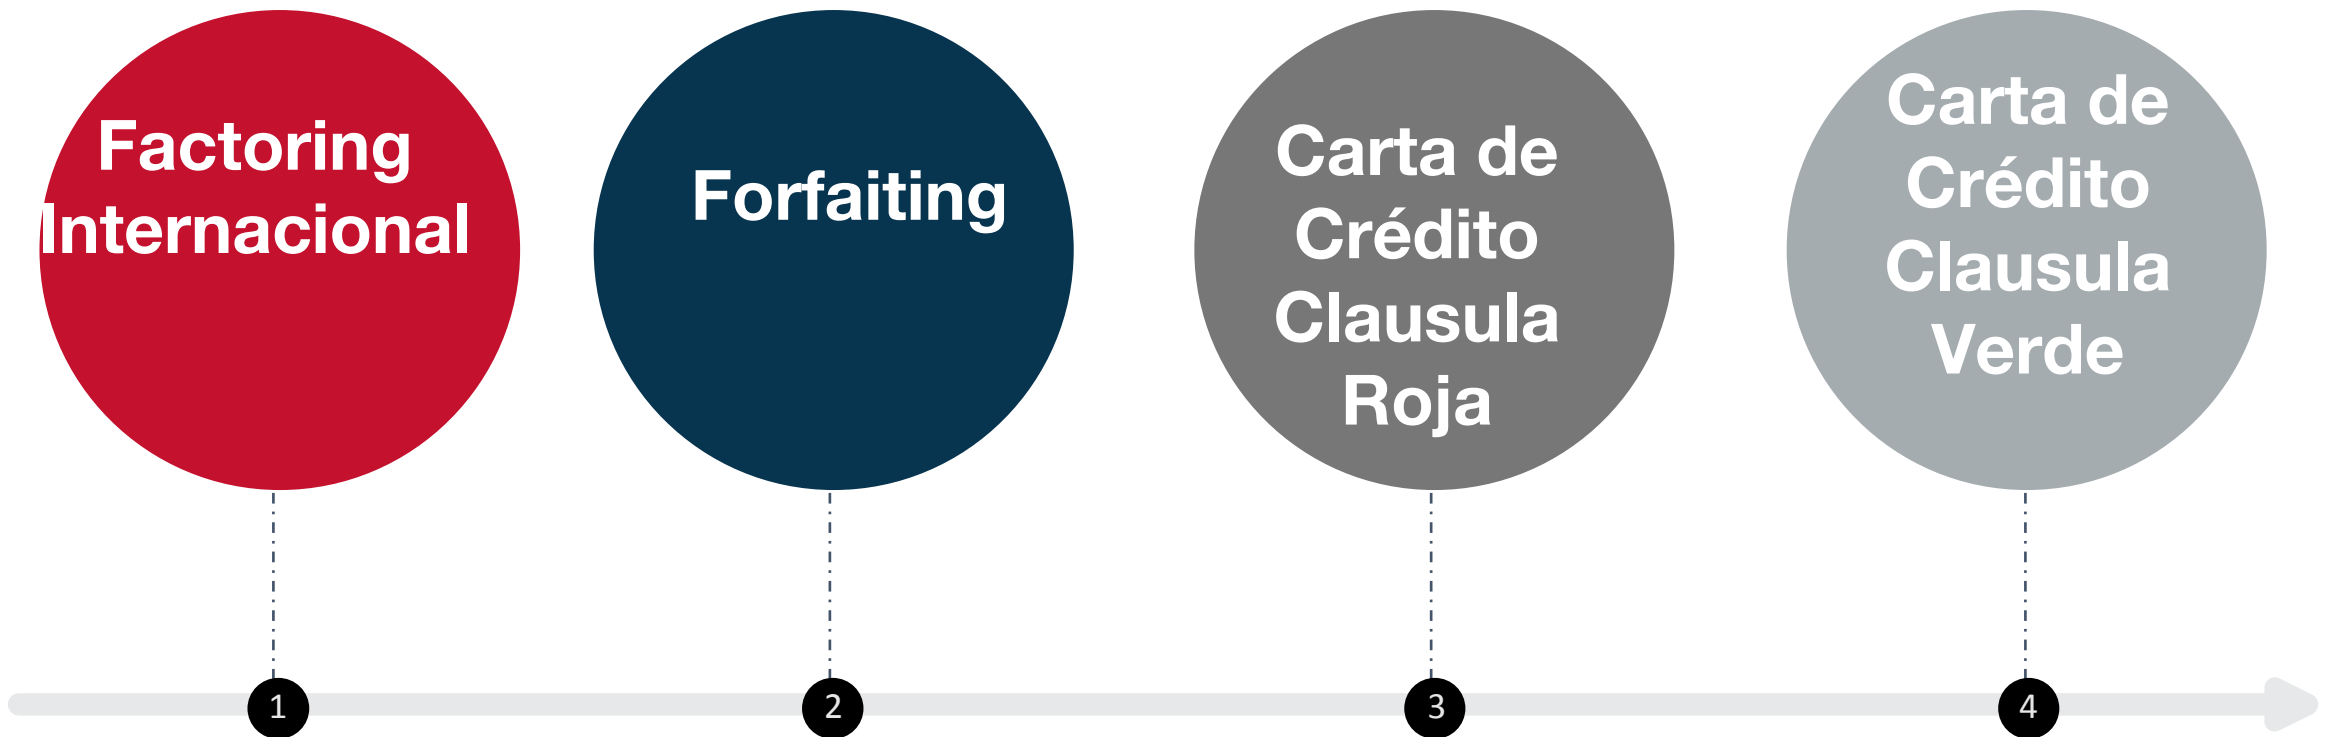 Factoring
Internacional
Forfaiting
Carta de
Crédito
Clausula
Roja
Carta de
Crédito
Clausula
Verde
1
2
3
4